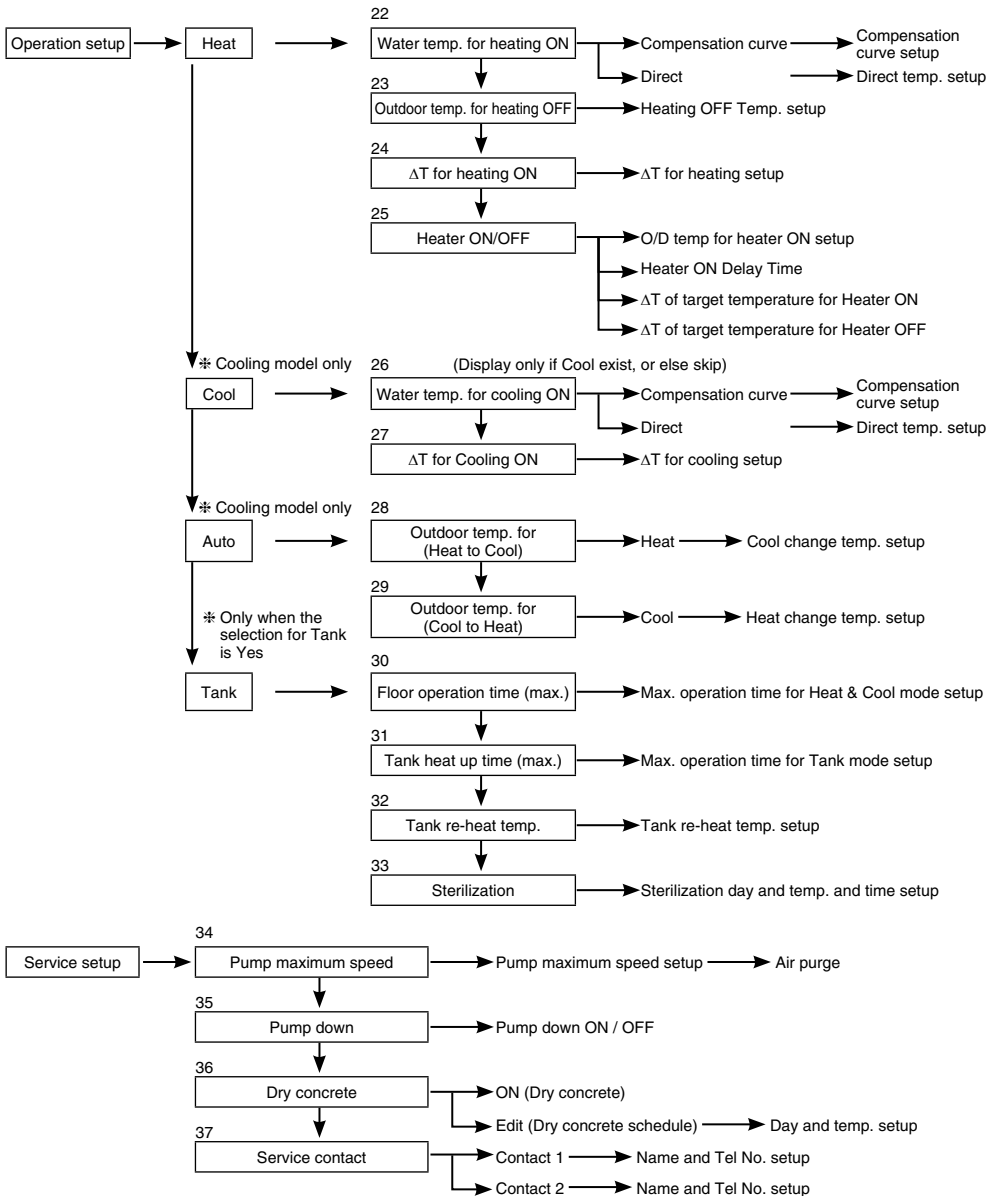 22
Operation setup Heat Water temp. for heating ON Compensation curve Compensation
curve setup
Direct Direct temp. setup
23
Outdoor temp. for heating OFF Heating OFF Temp. setup
24
ΔT for heating ON ΔT for heating setup
25
Heater ON/OFF O/D temp for heater ON setup
Heater ON Delay Time
ΔT of target temperature for Heater ON
ΔT of target temperature for Heater OFF
⁜ Cooling model only 26 (Display only if Cool exist, or else skip)
Cool Water temp. for cooling ON Compensation curve Compensation
curve setup
Direct Direct temp. setup
27
ΔT for Cooling ON ΔT for cooling setup
⁜ Cooling model only 28
Auto Outdoor temp. for
(Heat to Cool) Heat Cool change temp. setup
29
Outdoor temp. for
(Cool to Heat) Cool Heat change temp. setup
⁜ Only when the
selection for Tank
is Yes
30
Tank Floor operation time (max.) Max. operation time for Heat & Cool mode setup
31
Tank heat up time (max.) Max. operation time for Tank mode setup
32
Tank re-heat temp. Tank re-heat temp. setup
33
Sterilization Sterilization day and temp. and time setup
34
Service setup Pump maximum speed Pump maximum speed setup Air purge
35
Pump down Pump down ON / OFF
36
Dry concrete ON (Dry concrete)
Edit (Dry concrete schedule) Day and temp. setup
37
Service contact Contact 1 Name and Tel No. setup
Contact 2 Name and Tel No. setup